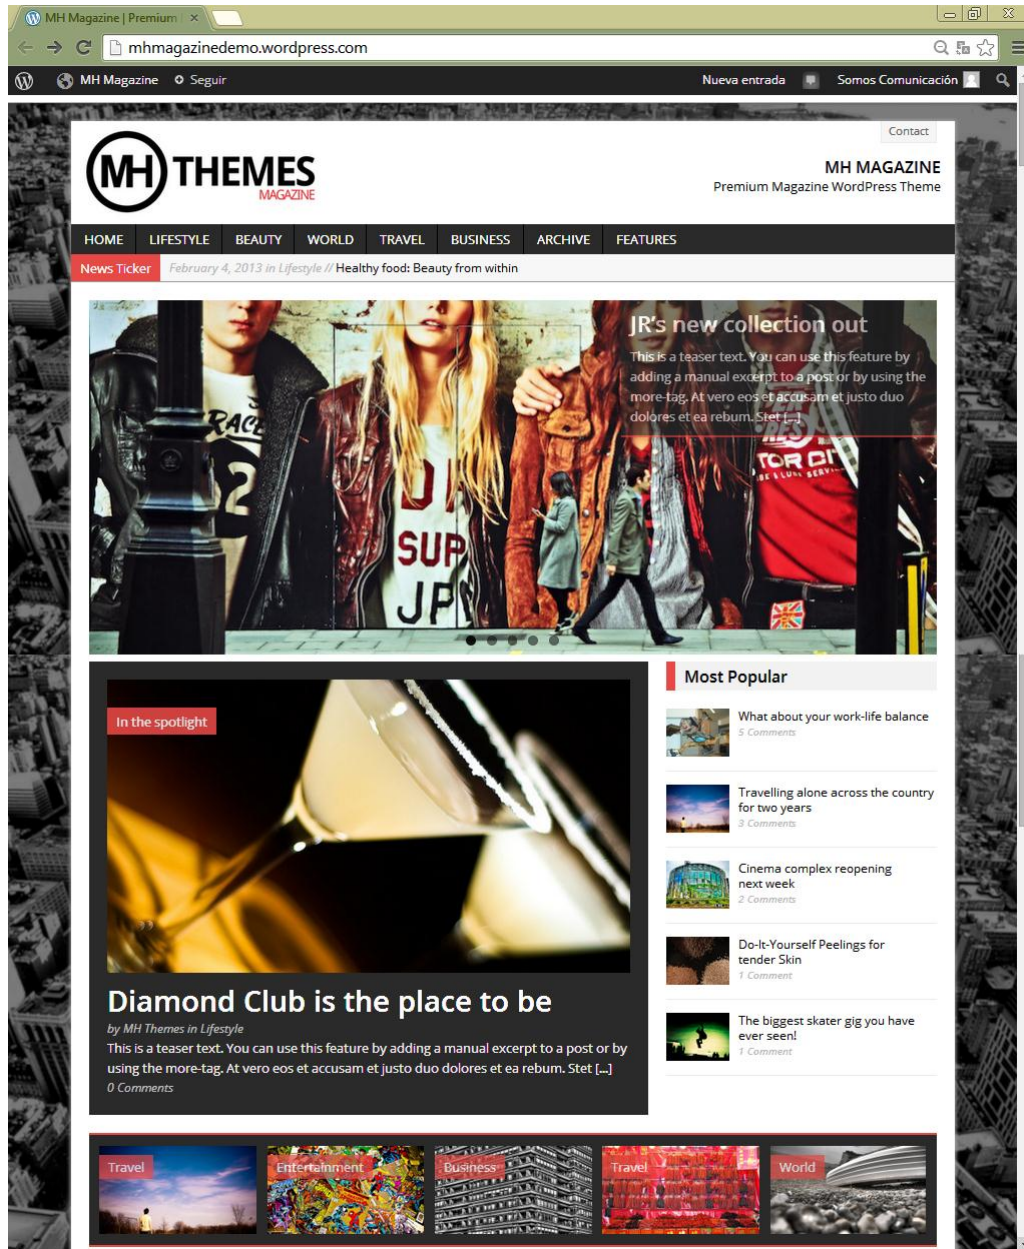 MH Magazine | Premium
mhmagazinedemo.wordpress.com
MH Magazine Seguir Nueva entrada Somos Comunicación
Contact
MH THEMES
MAGAZINE
MH MAGAZINE
Premium Magazine WordPress Theme
HOME LIFESTYLE BEAUTY WORLD TRAVEL BUSINESS ARCHIVE FEATURES
News Ticker February 4, 2013 in Lifestyle // Healthy food: Beauty from within
JR's new collection out
This is a teaser text. You can use this feature by
adding a manual excerpt to a post or by using the
more-tag. At vero eos et accusam et justo duo
dolores et ea rebum. Stet [...]
RACE
2
SUP
JP
TOR CI
In the spotlight
Diamond Club is the place to be
by MH Themes in Lifestyle
This is a teaser text. You can use this feature by adding a manual excerpt to a post or by
using the more-tag. At vero eos et accusam et justo duo dolores et ea rebum. Stet [...]
0 Comments
Most Popular
What about your work-life balance
5 Comments
Travelling alone across the country
for two years
3 Comments
Cinema complex reopening
next week
2 Comments
Do-It-Yourself Peelings for
tender Skin
1 Comment
The biggest skater gig you have
ever seen!
1 Comment
Travel Entertainment Business Travel World